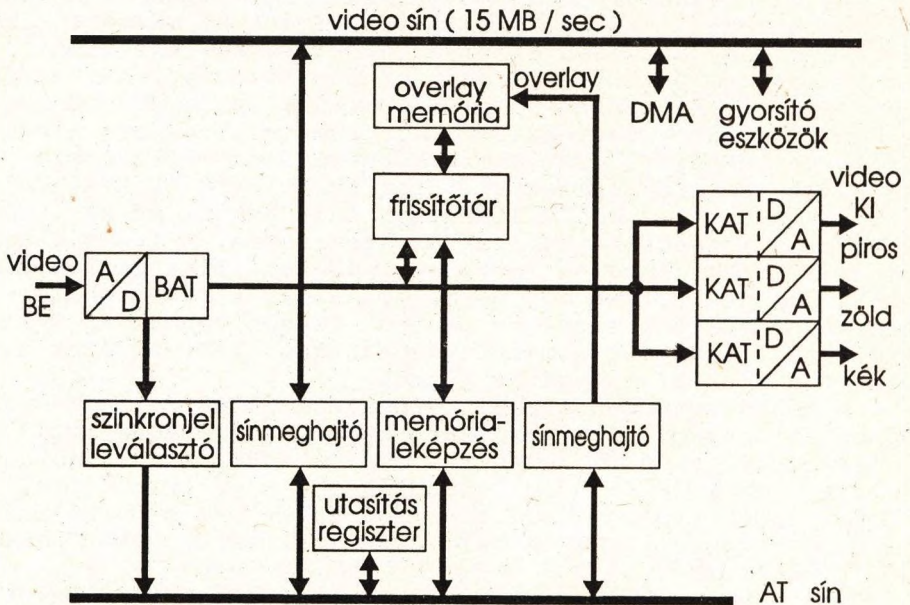 video sín ( 15 MB / sec )
overlay
memória
overlay
DMA
gyorsító
eszközök
frissítőtár
video
KI
piros
KAT
D
A
video
BE
A
D
BAT
KAT
D
A
zöld
KAT
D
A
kék
szinkronjel
leválasztó
sínmeghajtó
memória-
leképzés
sínmeghajtó
utasítás
regiszter
AT sín